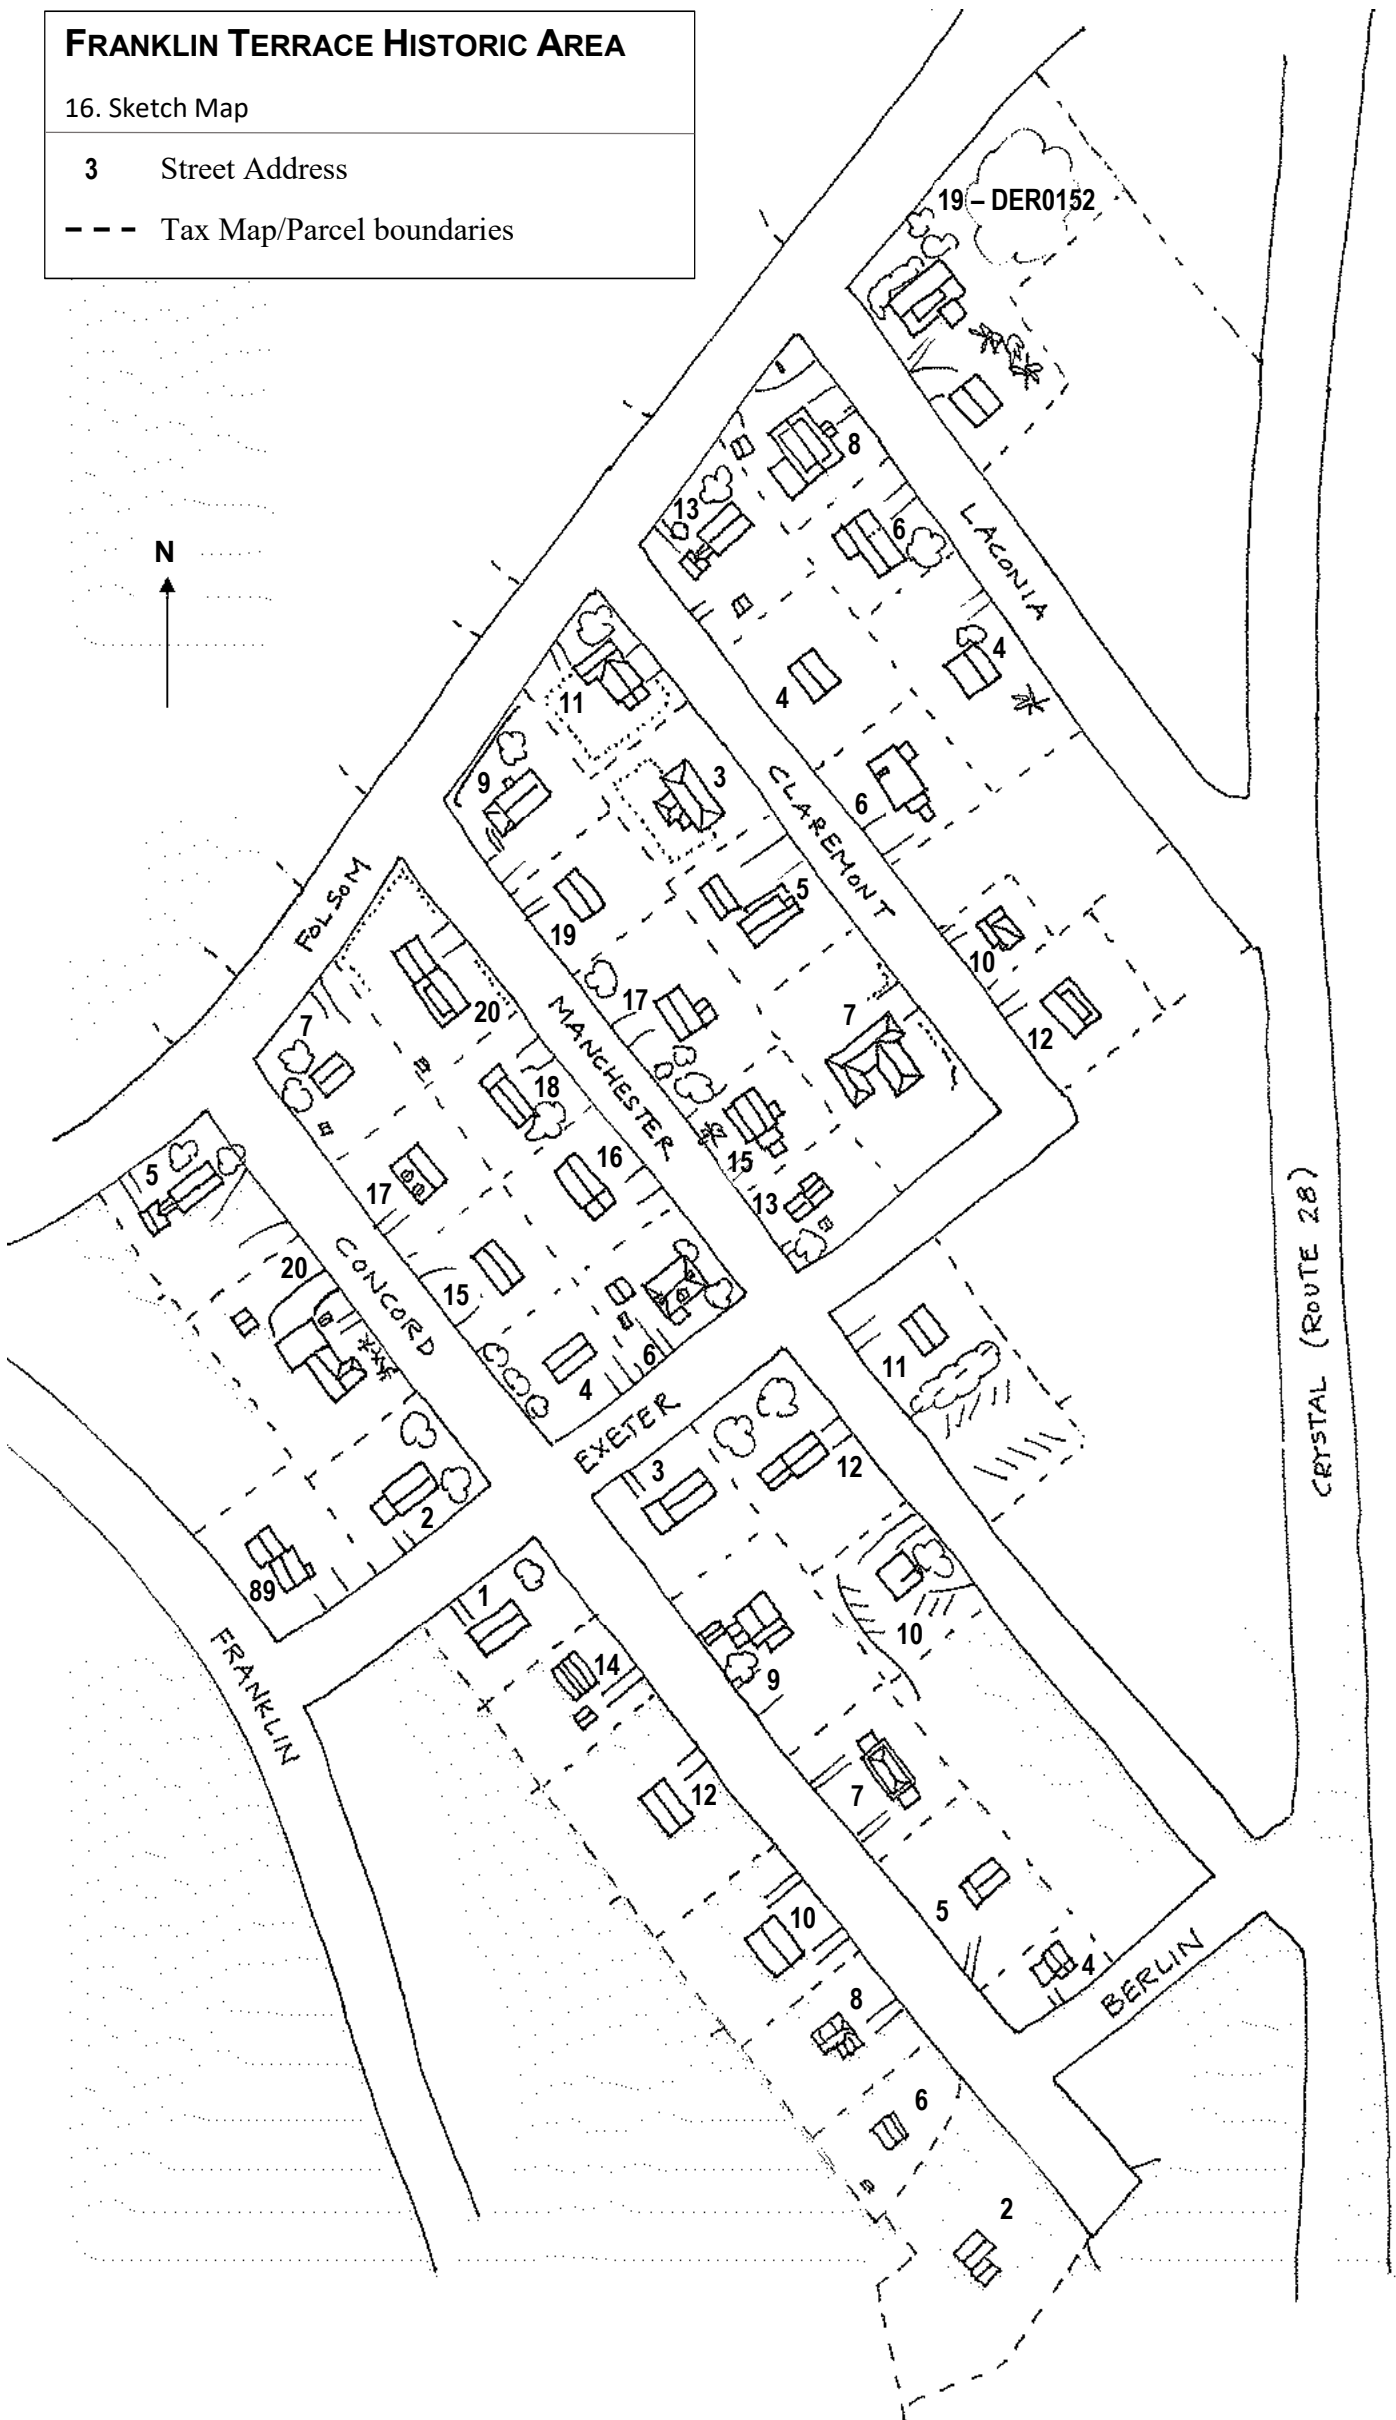 FRANKLIN TERRACE HISTORIC AREA
16. Sketch Map
3 Street Address
Tax Map/Parcel boundaries
19 – DER0152
8
13
6
N
LACONIA
4
4
11
3
9
6
CLAREMONT
5
FOLSOM
19
10
17
20
MANCHESTER
7
7
12
18
16
15
5
17
13
CRYSTAL (ROUTE 28)
CONCORD
20
15
6
11
4
EXETER
12
3
2
89
1
10
FRANKLIN
14
9
12
7
5
10
4
BERLIN
8
6
2